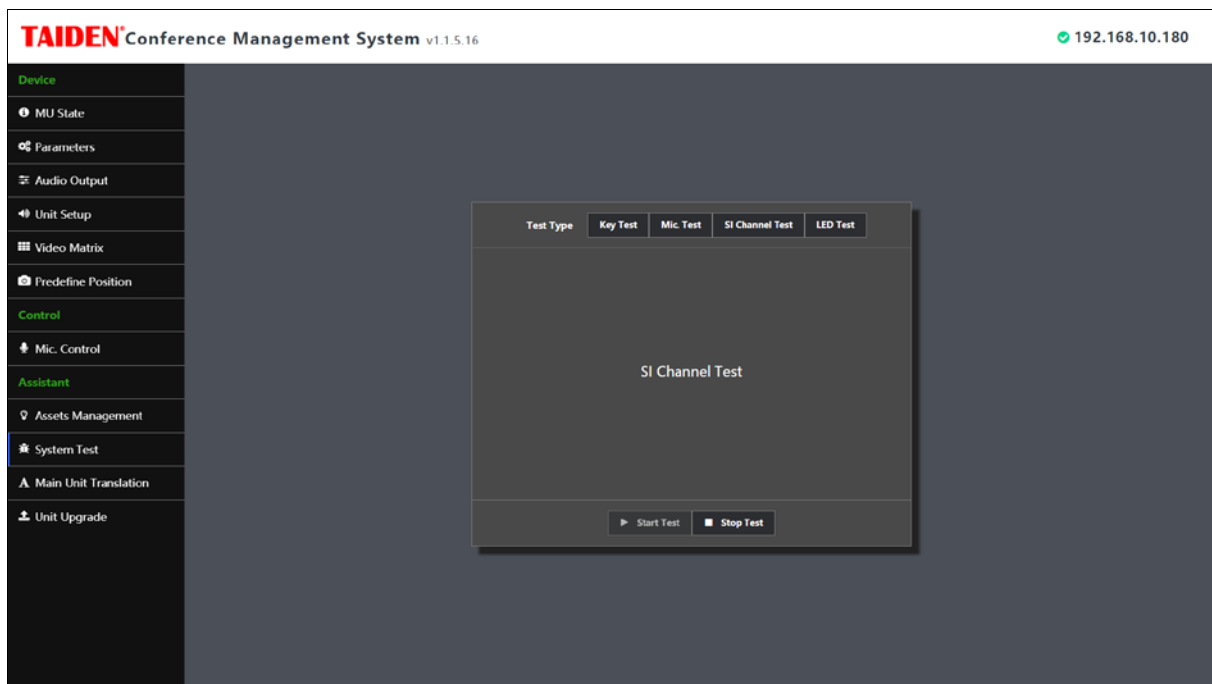 TAIDEN® Conference Management System v1.1.5.16
192.168.10.180
Device
MU State
Parameters
Audio Output
Unit Setup
Video Matrix
Predefine Position
Control
Mic. Control
Assistant
Assets Management
System Test
Main Unit Translation
Unit Upgrade
Test Type Key Test Mic. Test SI Channel Test LED Test
SI Channel Test
Start Test Stop Test